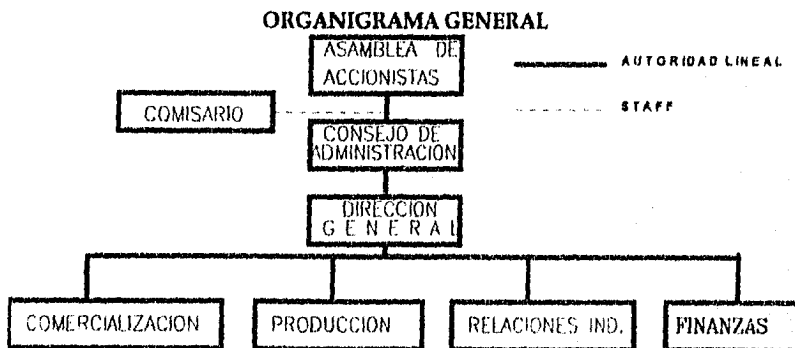 ORGANIGRAMA GENERAL
ASAMBLEA DE
ACCIONISTAS
AUTORIDAD LINEAL
COMISARIO
STAFF
CONSEJO DE
ADMINISTRACION
DIRECCION
GENERAL
COMERCIALIZACION
PRODUCCION
RELACIONES IND.
FINANZAS